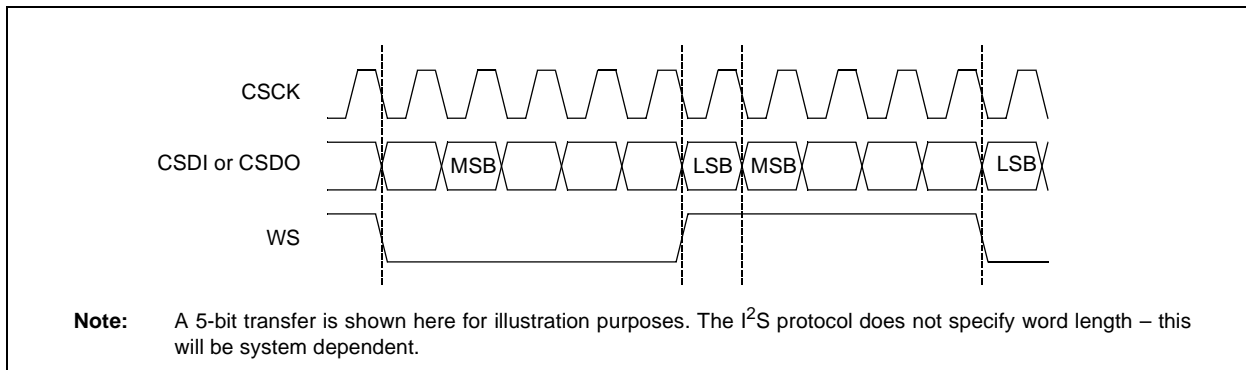 CSCK
CSDI or CSDO
MSB
LSB
MSB
LSB
WS
Note: A 5-bit transfer is shown here for illustration purposes. The I²S protocol does not specify word length – this
will be system dependent.